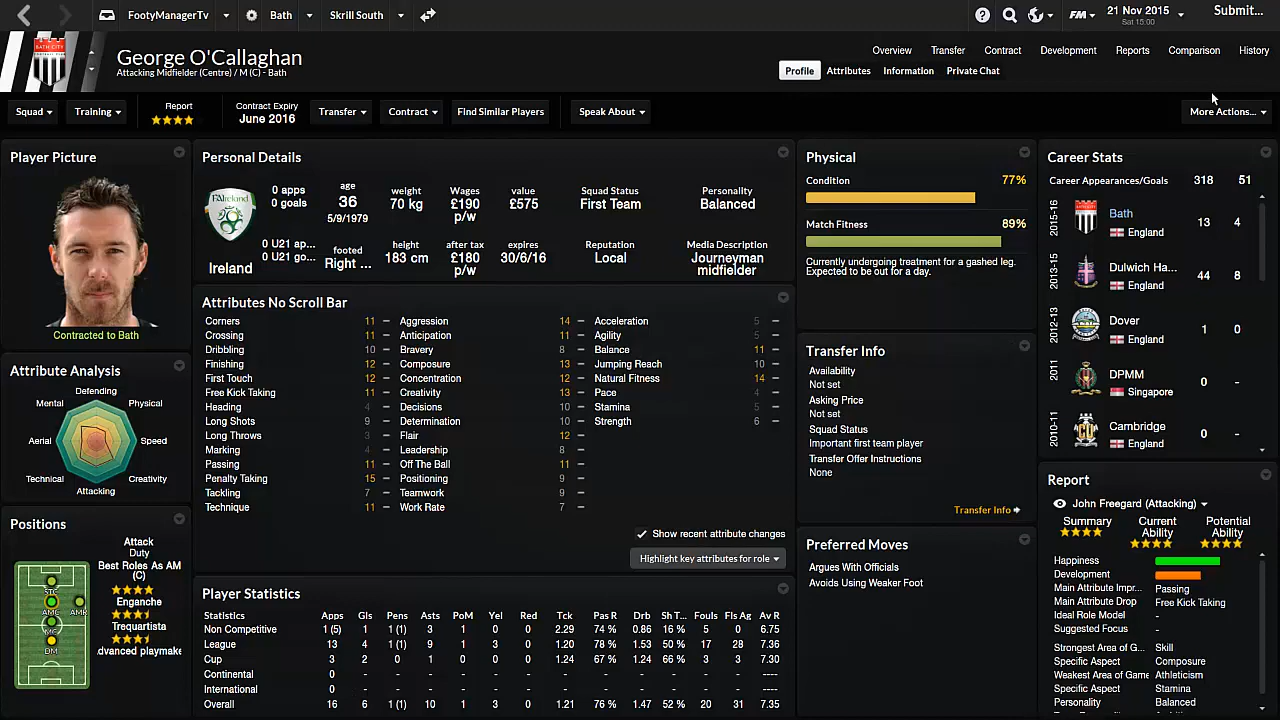 FootyManagerTv Bath Skrill South FM 21 Nov 2015 Submit...
Sat 15:00
BATH CITY
George O'Callaghan
Attacking Midfielder (Centre) / M (C) - Bath
Overview Transfer Contract Development Reports Comparison History
Profile Attributes Information Private Chat
Squad Training Report Contract Expiry June 2016 Transfer Contract Find Similar Players Speak About More Actions...
Player Picture
Contracted to Bath
Attribute Analysis
Defending
Mental Physical
Aerial Speed
Technical Creativity
Attacking
Positions
STC
AMC AMR
MC
DM
Attack
Duty
Best Roles As AM
(C)
Enganche
Trequartista
dvanced playmake
Personal Details
FAIreland
Ireland
0 apps
0 goals
0 U21 ap...
0 U21 go...
age
36
5/9/1979
footed
Right ...
weight
70 kg
height
183 cm
Wages
£190
p/w
after tax
£180
p/w
value
£575
expires
30/6/16
Squad Status
First Team
Reputation
Local
Personality
Balanced
Media Description
Journeyman
midfielder
Attributes No Scroll Bar
Corners 11 - Aggression 14 - Acceleration 5 -
Crossing 11 - Anticipation 11 - Agility 5 -
Dribbling 10 - Bravery 8 - Balance 11 -
Finishing 12 - Composure 13 - Jumping Reach 10 -
First Touch 12 - Concentration 12 - Natural Fitness 14 -
Free Kick Taking 11 - Creativity 13 - Pace 4 -
Heading 4 - Decisions 10 - Stamina 5 -
Long Shots 9 - Determination 10 - Strength 6 -
Long Throws 3 - Flair 12 -
Marking 4 - Leadership 8 -
Passing 11 - Off The Ball 11 -
Penalty Taking 15 - Positioning 9 -
Tackling 7 - Teamwork 9 -
Technique 11 - Work Rate 7 -
Show recent attribute changes
Highlight key attributes for role
Player Statistics
Statistics Apps Gls Pens Asts PoM Yel Red Tck Pas R Drb Sh T... Fouls Fls Ag Av R
Non Competitive 1 (5) 1 1 (1) 3 1 0 0 2.29 74 % 0.86 16 % 5 0 6.75
League 13 4 1 (1) 9 1 3 0 1.20 78 % 1.53 50 % 17 28 7.36
Cup 3 2 0 1 0 0 0 1.24 67 % 1.24 66 % 3 3 7.30
Continental 0 - - - - - - - - - - - - ----
International 0 - - - - - - - - - - - - ----
Overall 16 6 1 (1) 10 1 3 0 1.21 76 % 1.47 52 % 20 31 7.35
Physical
Condition 77%
Match Fitness 89%
Currently undergoing treatment for a gashed leg.
Expected to be out for a day.
Transfer Info
Availability
Not set
Asking Price
Not set
Squad Status
Important first team player
Transfer Offer Instructions
None
Transfer Info
Preferred Moves
Argues With Officials
Avoids Using Weaker Foot
Career Stats
Career Appearances/Goals 318 51
2015-16 Bath England 13 4
2013-15 Dulwich Ha... England 44 8
2012-13 Dover England 1 0
2011 DPMM Singapore 0 -
2010-11 Cambridge England 0 -
Report
John Freegard (Attacking)
Summary Current Ability Potential Ability
Happiness
Development
Main Attribute Impr... Passing
Main Attribute Drop Free Kick Taking
Ideal Role Model -
Suggested Focus -
Strongest Area of G... Skill
Specific Aspect Composure
Weakest Area of Game Athleticism
Specific Aspect Stamina
Personality Balanced